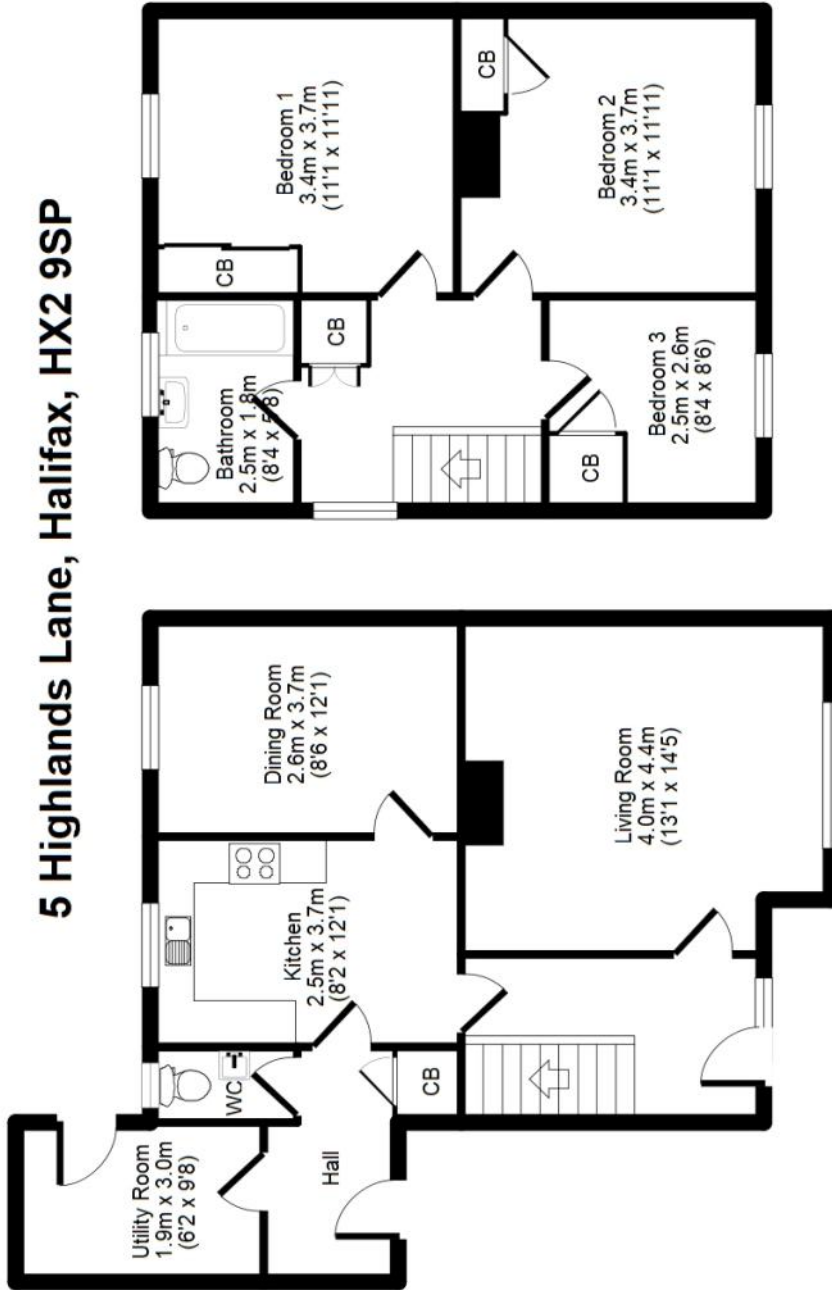 5 Highlands Lane, Halifax, HX2 9SP
Utility Room
1.9m x 3.0m
(6'2 x 9'8)
WC
Hall
CB
Kitchen
2.5m x 3.7m
(8'2 x 12'1)
Dining Room
2.6m x 3.7m
(8'6 x 12'1)
Living Room
4.0m x 4.4m
(13'1 x 14'5)
Bathroom
2.5m x 1.8m
(8'4 x 5'8)
CB
CB
Bedroom 1
3.4m x 3.7m
(11'1 x 11'11)
CB
Bedroom 2
3.4m x 3.7m
(11'1 x 11'11)
CB
Bedroom 3
2.5m x 2.6m
(8'4 x 8'6)